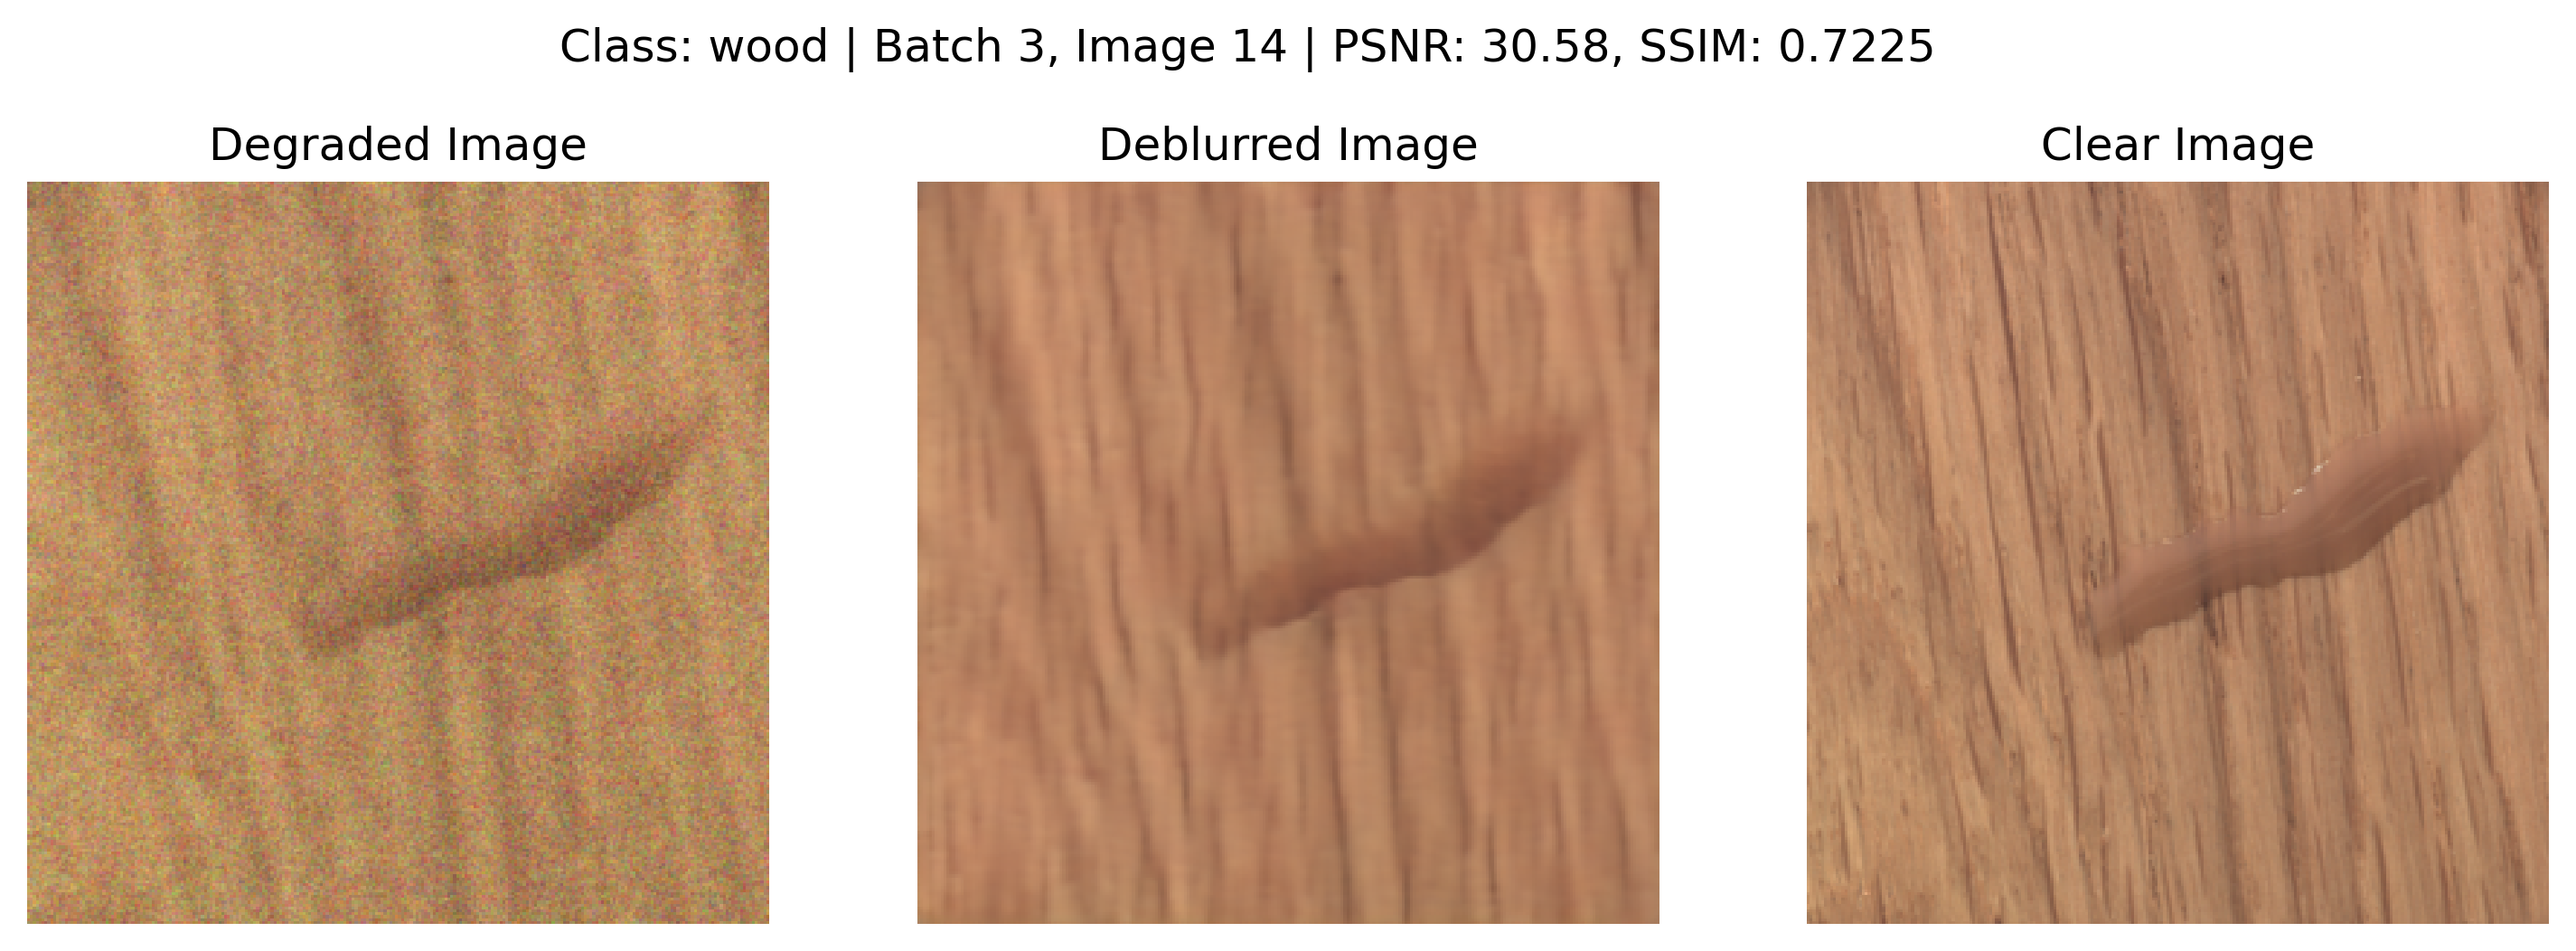 Class: wood | Batch 3, Image 14 | PSNR: 30.58, SSIM: 0.7225
Degraded Image
Deblurred Image
Clear Image